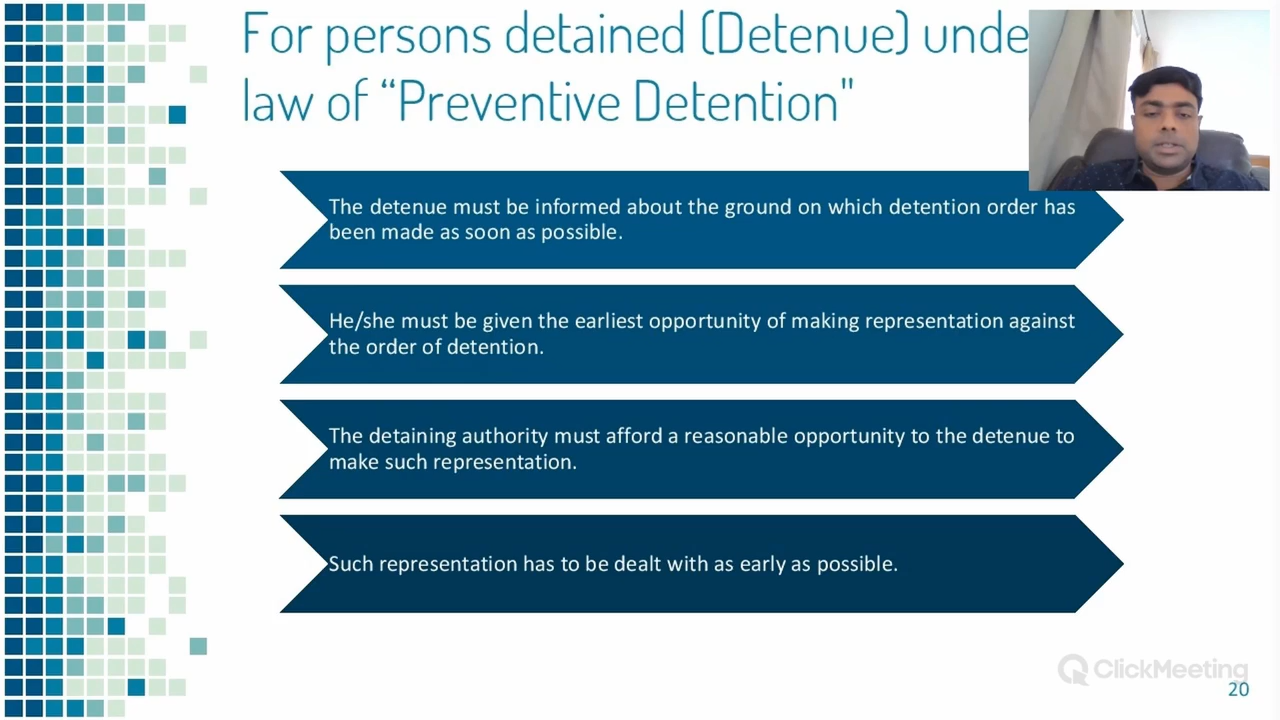 For persons detained (Detenue) unde
law of “Preventive Detention"
The detenue must be informed about the ground on which detention order has
been made as soon as possible.
He/she must be given the earliest opportunity of making representation against
the order of detention.
The detaining authority must afford a reasonable opportunity to the detenue to
make such representation.
Such representation has to be dealt with as early as possible.
ClickMeeting
20